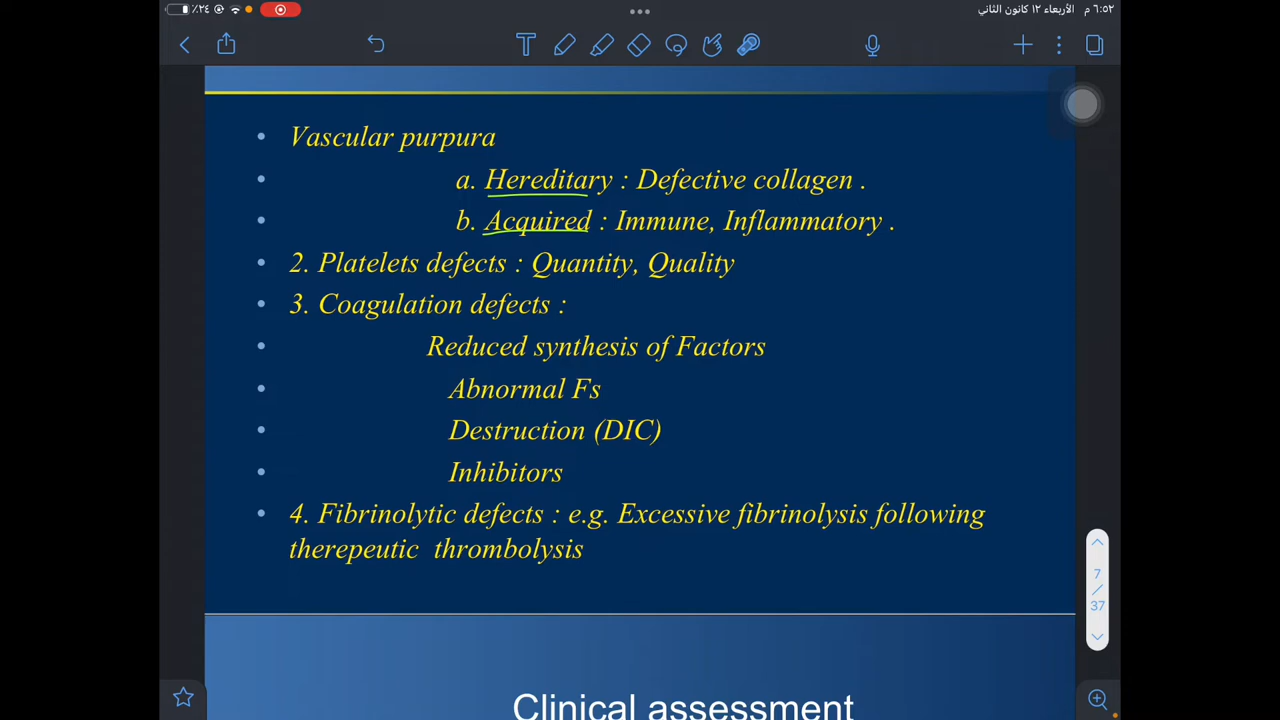 ٪٢٤
٦:٥٢ م الأربعاء ١٢ كانون الثاني
T
Vascular purpura
a. Hereditary : Defective collagen .
b. Acquired : Immune, Inflammatory .
2. Platelets defects : Quantity, Quality
3. Coagulation defects :
Reduced synthesis of Factors
Abnormal Fs
Destruction (DIC)
Inhibitors
4. Fibrinolytic defects : e.g. Excessive fibrinolysis following
therepeutic thrombolysis
7
/
37
Clinical assessment